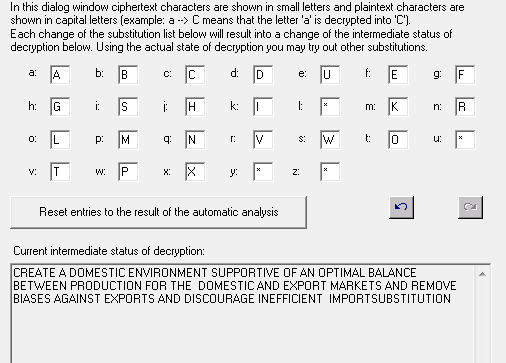 In this dialog window ciphertext characters are shown in small letters and plaintext characters are
shown in capital letters (example: a --> C means that the letter 'a' is decrypted into 'C').
Each change of the substitution list below will result into a change of the intermediate status of
decryption below. Using the actual state of decryption you may try out other substitutions.
a: A b: B c: C d: D e: U f: E g: F
h: G i: S j: H k: I l: * m: K n: R
o: L p: M q: N r: V s: W t: O u: *
v: T w: P x: X y: * z: *
Reset entries to the result of the automatic analysis
Current intermediate status of decryption:
CREATE A DOMESTIC ENVIRONMENT SUPPORTIVE OF AN OPTIMAL BALANCE
BETWEEN PRODUCTION FOR THE  DOMESTIC AND EXPORT MARKETS AND REMOVE
BIASES AGAINST EXPORTS AND DISCOURAGE INEFFICIENT  IMPORTSUBSTITUTION